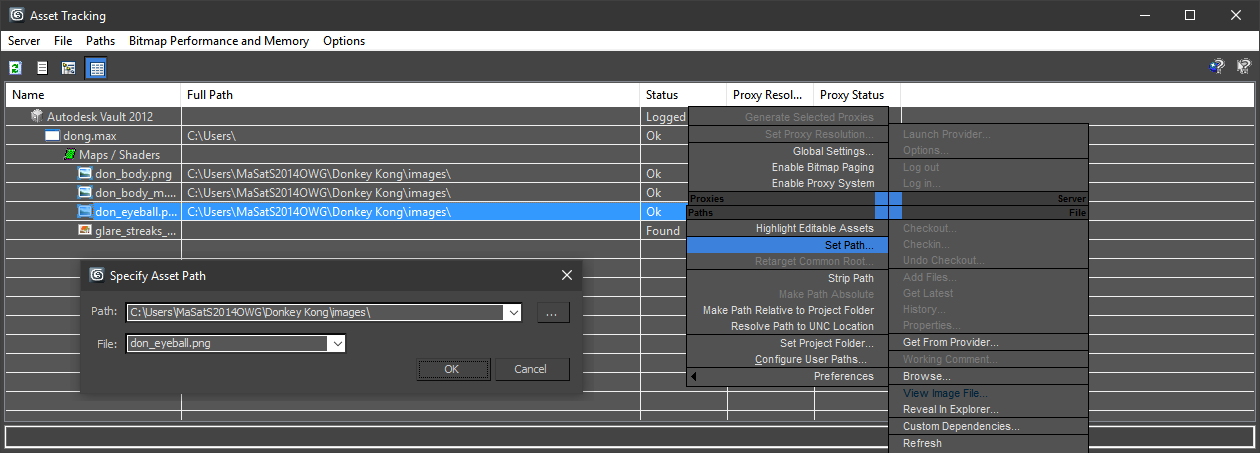 Asset Tracking
Server File Paths Bitmap Performance and Memory Options
Name Full Path Status Proxy Resol... Proxy Status
Autodesk Vault 2012 Logged
dong.max C:\Users\ Ok
Maps / Shaders
don_body.png C:\Users\MaSatS2014OWG\Donkey Kong\images\ Ok
don_body_m.... C:\Users\MaSatS2014OWG\Donkey Kong\images\ Ok
don_eyeball.p... C:\Users\MaSatS2014OWG\Donkey Kong\images\ Ok
glare_streaks_... Found
Generate Selected Proxies
Set Proxy Resolution...
Global Settings...
Enable Bitmap Paging
Enable Proxy System
Proxies
Paths
Highlight Editable Assets
Set Path...
Retarget Common Root...
Strip Path
Make Path Absolute
Make Path Relative to Project Folder
Resolve Path to UNC Location
Set Project Folder...
Configure User Paths...
Preferences
Launch Provider...
Options...
Log out
Log in...
Server
File
Checkout...
Checkin...
Undo Checkout...
Add Files...
Get Latest
History...
Properties...
Get From Provider...
Working Comment...
Browse...
View Image File...
Reveal In Explorer...
Custom Dependencies...
Refresh
Specify Asset Path
Path: C:\Users\MaSatS2014OWG\Donkey Kong\images\ ...
File: don_eyeball.png
OK Cancel